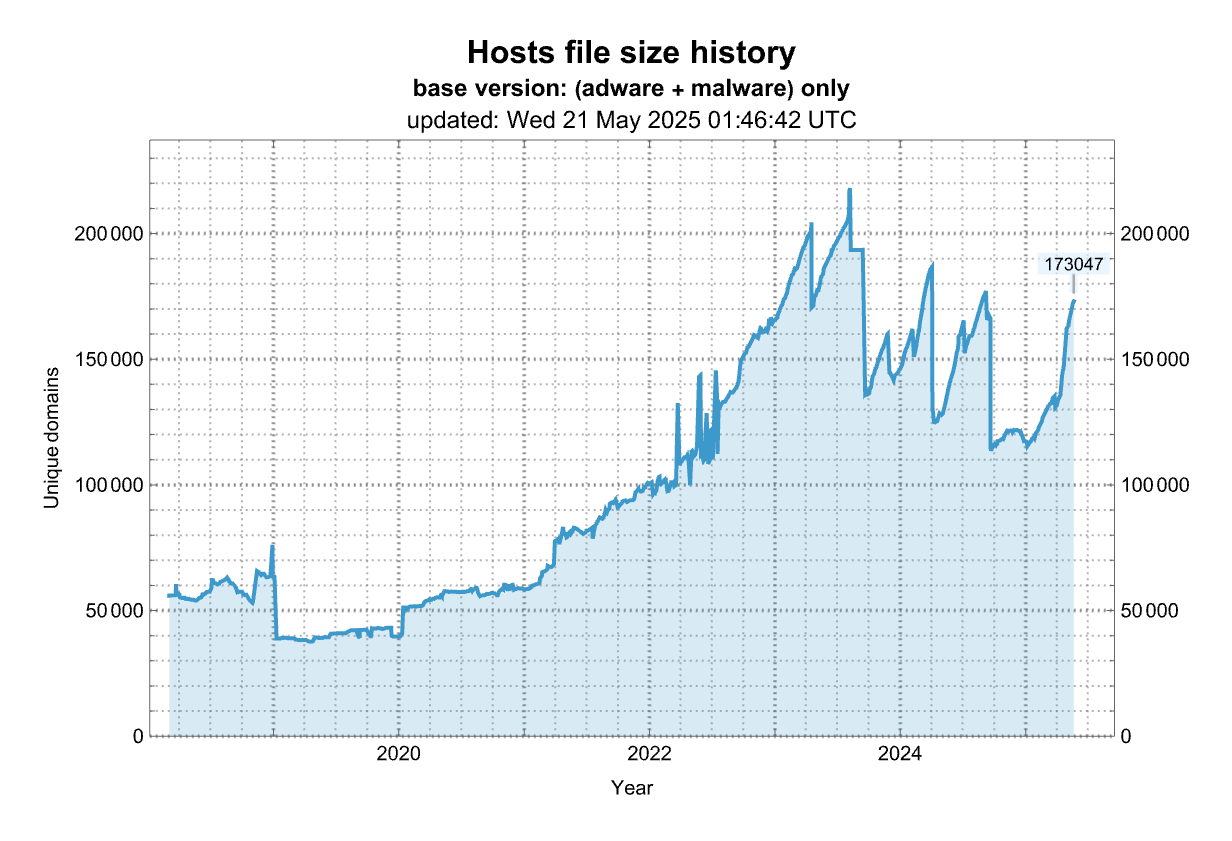 Hosts file size history
base version: (adware + malware) only
updated: Wed 21 May 2025 01:46:42 UTC
200 000
200 000
173047
150 000
150 000
Unique domains
100 000
100 000
50 000
50 000
0
0
2020
2022
2024
Year